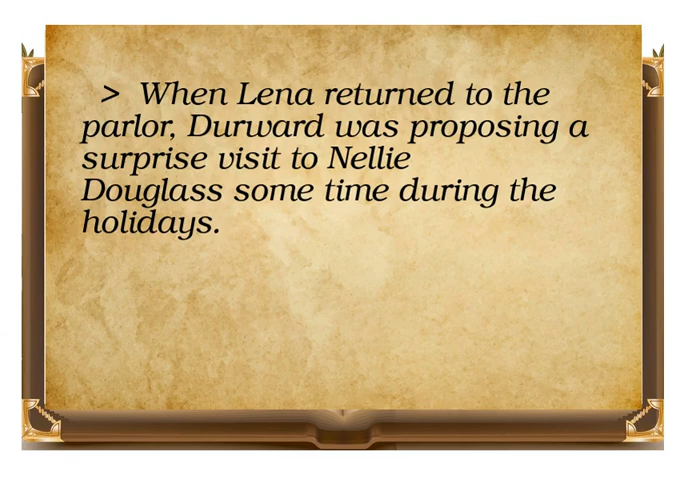 > When Lena returned to the
parlor, Durward was proposing a
surprise visit to Nellie
Douglass some time during the
holidays.